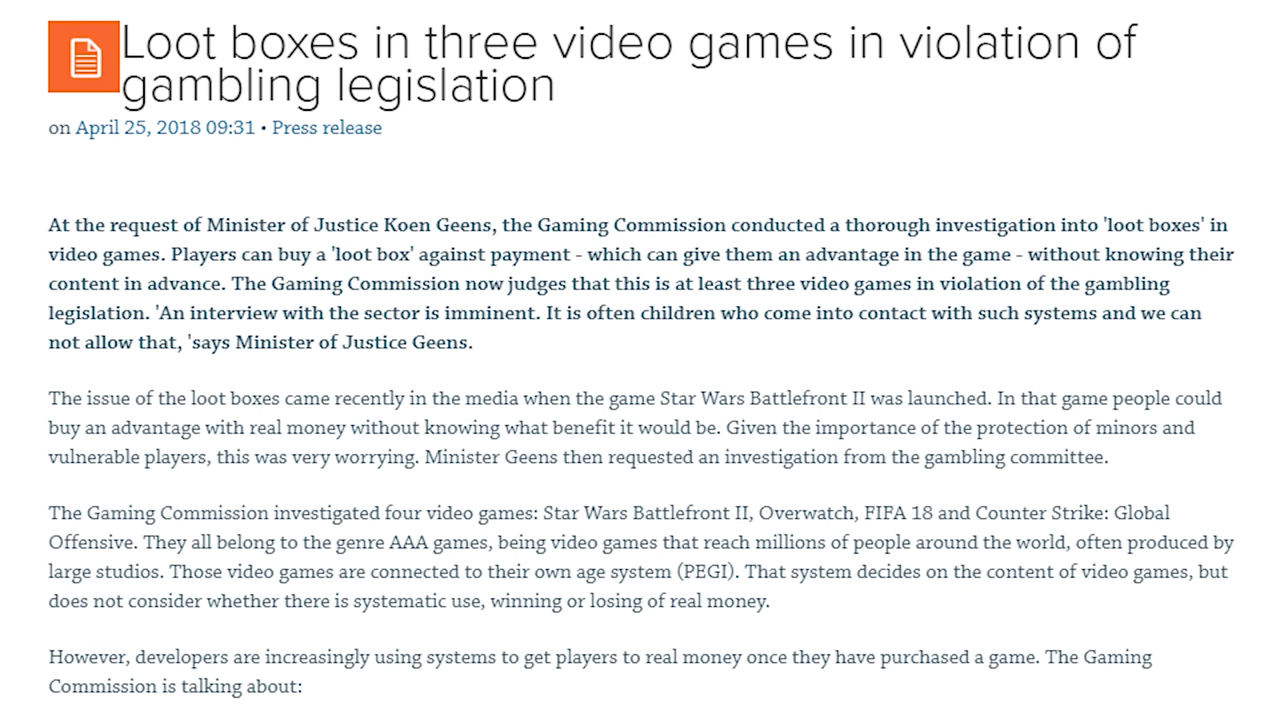 Loot boxes in three video games in violation of
gambling legislation
on April 25, 2018 09:31 • Press release
At the request of Minister of Justice Koen Geens, the Gaming Commission conducted a thorough investigation into 'loot boxes' in
video games. Players can buy a 'loot box' against payment - which can give them an advantage in the game - without knowing their
content in advance. The Gaming Commission now judges that this is at least three video games in violation of the gambling
legislation. 'An interview with the sector is imminent. It is often children who come into contact with such systems and we can
not allow that, 'says Minister of Justice Geens.
The issue of the loot boxes came recently in the media when the game Star Wars Battlefront II was launched. In that game people could
buy an advantage with real money without knowing what benefit it would be. Given the importance of the protection of minors and
vulnerable players, this was very worrying. Minister Geens then requested an investigation from the gambling committee.
The Gaming Commission investigated four video games: Star Wars Battlefront II, Overwatch, FIFA 18 and Counter Strike: Global
Offensive. They all belong to the genre AAA games, being video games that reach millions of people around the world, often produced by
large studios. Those video games are connected to their own age system (PEGI). That system decides on the content of video games, but
does not consider whether there is systematic use, winning or losing of real money.
However, developers are increasingly using systems to get players to real money once they have purchased a game. The Gaming
Commission is talking about: